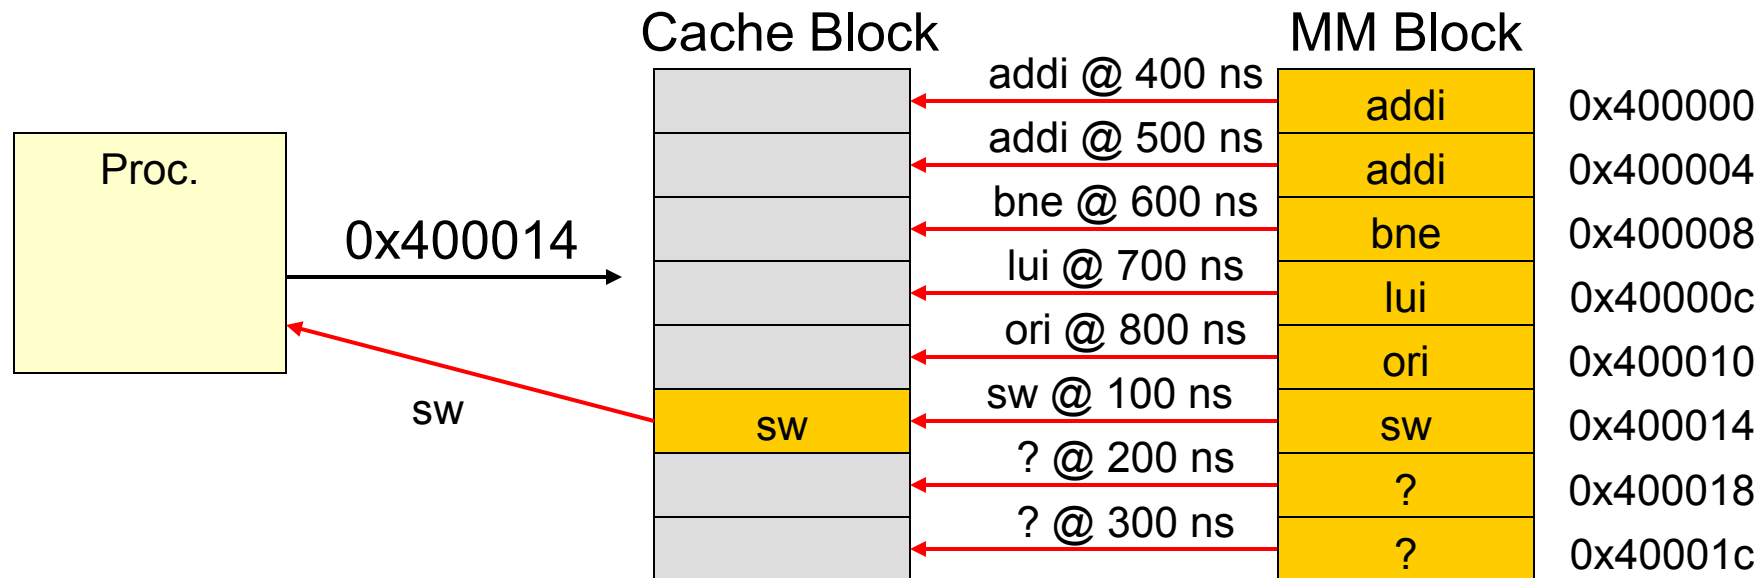 Cache Block
MM Block
addi @ 400 ns
addi
0x400000
Proc.
addi @ 500 ns
addi
0x400004
0x400014
bne @ 600 ns
bne
0x400008
lui @ 700 ns
lui
0x40000c
ori @ 800 ns
ori
0x400010
sw
sw
sw @ 100 ns
sw
0x400014
? @ 200 ns
?
0x400018
? @ 300 ns
?
0x40001c